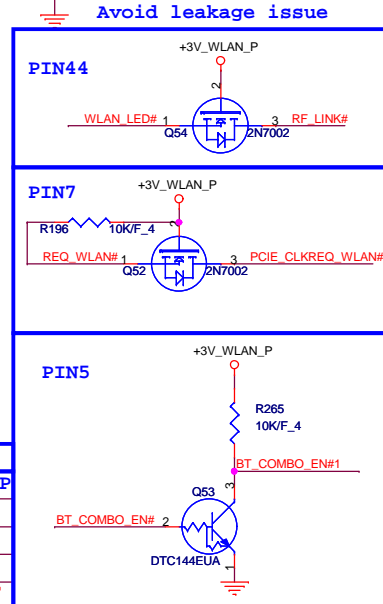 Avoid leakage issue
PIN44
+3V_WLAN_P
2
WLAN_LED# 1 3 RF_LINK#
Q54 2N7002
PIN7
+3V_WLAN_P
2
R196 10K/F_4
REQ_WLAN# 1 3 PCIE_CLKREQ_WLAN#
Q52 2N7002
PIN5
+3V_WLAN_P
R265
10K/F_4
BT_COMBO_EN#1
3
Q53
BT_COMBO_EN# 2
DTC144EUA
1
P